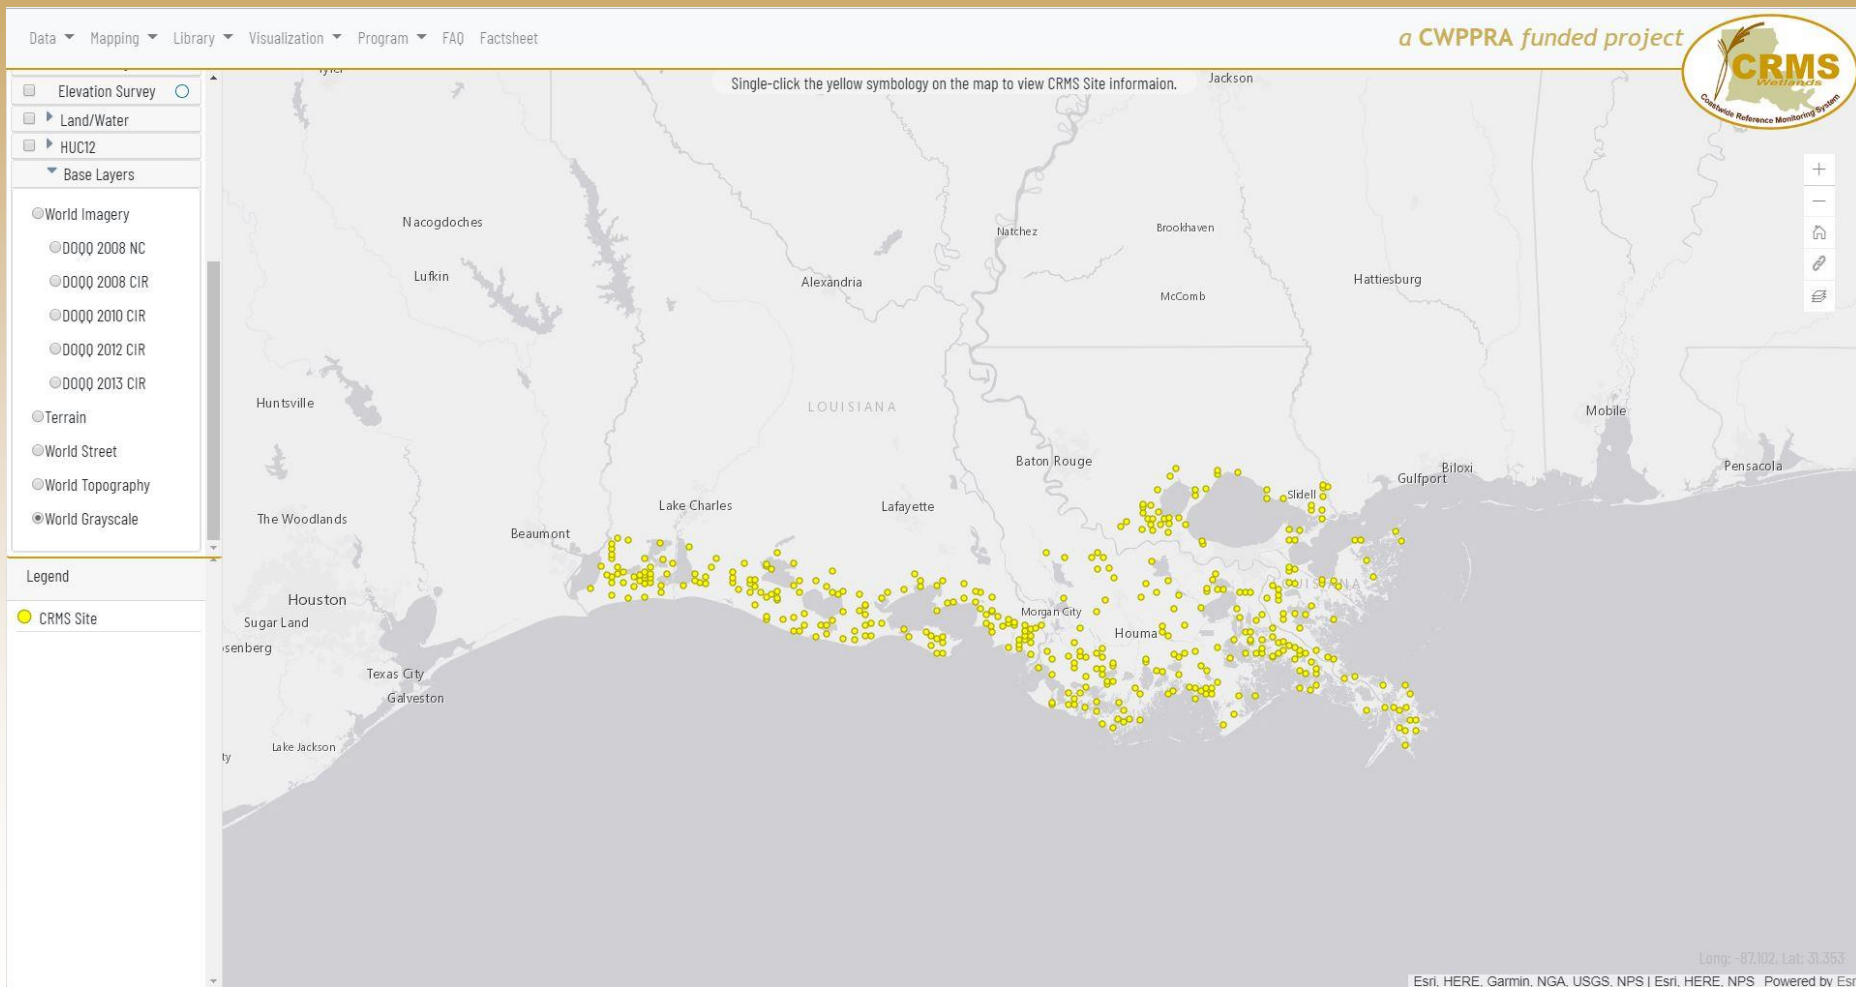 Data Mapping Library Visualization Program FAQ Factsheet
a CWPPRA funded project
CRMS
Wetlands
Coastwide Reference Monitoring System
Single-click the yellow symbology on the map to view CRMS Site informaion.
Elevation Survey
Land/Water
HUC12
Base Layers
World Imagery
DOQQ 2008 NC
DOQQ 2008 CIR
DOQQ 2010 CIR
DOQQ 2012 CIR
DOQQ 2013 CIR
Terrain
World Street
World Topography
World Grayscale
Legend
CRMS Site
Jackson
Nacogdoches
Natchez
Brookhaven
Lufkin
Alexandria
Hattiesburg
McComb
Huntsville
LOUISIANA
Mobile
Baton Rouge
Biloxi
Pensacola
Gulfport
Slidell
Lake Charles
Lafayette
The Woodlands
Beaumont
LOUISIANA
Houston
Morgan City
Sugar Land
Houma
senberg
Texas City
Galveston
Lake Jackson
ty
Long: -87.102, Lat: 31.353
Esri, HERE, Garmin, NGA, USGS, NPS | Esri, HERE, NPS Powered by Esr